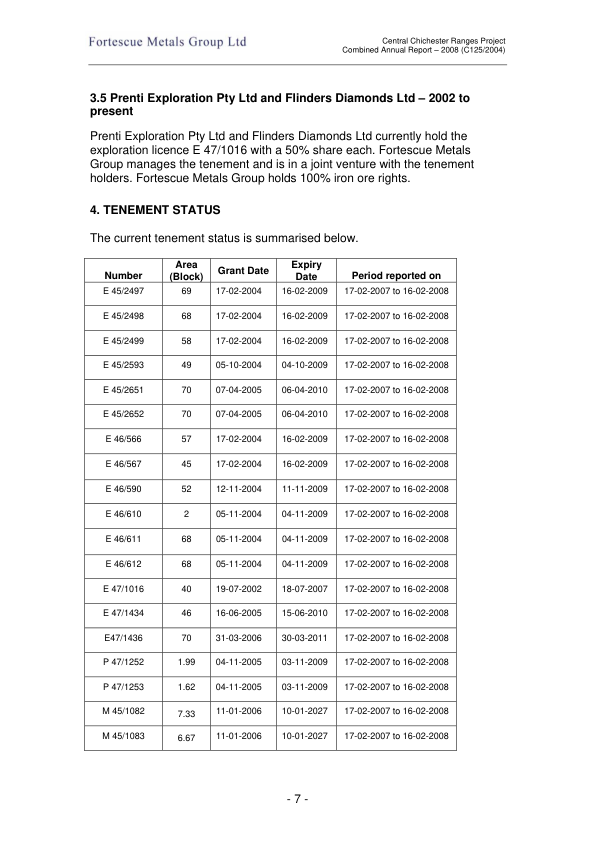 Fortescue Metals Group Ltd
Central Chichester Ranges Project
Combined Annual Report – 2008 (C125/2004)
3.5 Prenti Exploration Pty Ltd and Flinders Diamonds Ltd – 2002 to
present
Prenti Exploration Pty Ltd and Flinders Diamonds Ltd currently hold the
exploration licence E 47/1016 with a 50% share each. Fortescue Metals
Group manages the tenement and is in a joint venture with the tenement
holders. Fortescue Metals Group holds 100% iron ore rights.
4. TENEMENT STATUS
The current tenement status is summarised below.
Number Area (Block) Grant Date Expiry Date Period reported on
E 45/2497 69 17-02-2004 16-02-2009 17-02-2007 to 16-02-2008
E 45/2498 68 17-02-2004 16-02-2009 17-02-2007 to 16-02-2008
E 45/2499 58 17-02-2004 16-02-2009 17-02-2007 to 16-02-2008
E 45/2593 49 05-10-2004 04-10-2009 17-02-2007 to 16-02-2008
E 45/2651 70 07-04-2005 06-04-2010 17-02-2007 to 16-02-2008
E 45/2652 70 07-04-2005 06-04-2010 17-02-2007 to 16-02-2008
E 46/566 57 17-02-2004 16-02-2009 17-02-2007 to 16-02-2008
E 46/567 45 17-02-2004 16-02-2009 17-02-2007 to 16-02-2008
E 46/590 52 12-11-2004 11-11-2009 17-02-2007 to 16-02-2008
E 46/610 2 05-11-2004 04-11-2009 17-02-2007 to 16-02-2008
E 46/611 68 05-11-2004 04-11-2009 17-02-2007 to 16-02-2008
E 46/612 68 05-11-2004 04-11-2009 17-02-2007 to 16-02-2008
E 47/1016 40 19-07-2002 18-07-2007 17-02-2007 to 16-02-2008
E 47/1434 46 16-06-2005 15-06-2010 17-02-2007 to 16-02-2008
E47/1436 70 31-03-2006 30-03-2011 17-02-2007 to 16-02-2008
P 47/1252 1.99 04-11-2005 03-11-2009 17-02-2007 to 16-02-2008
P 47/1253 1.62 04-11-2005 03-11-2009 17-02-2007 to 16-02-2008
M 45/1082 7.33 11-01-2006 10-01-2027 17-02-2007 to 16-02-2008
M 45/1083 6.67 11-01-2006 10-01-2027 17-02-2007 to 16-02-2008
- 7 -